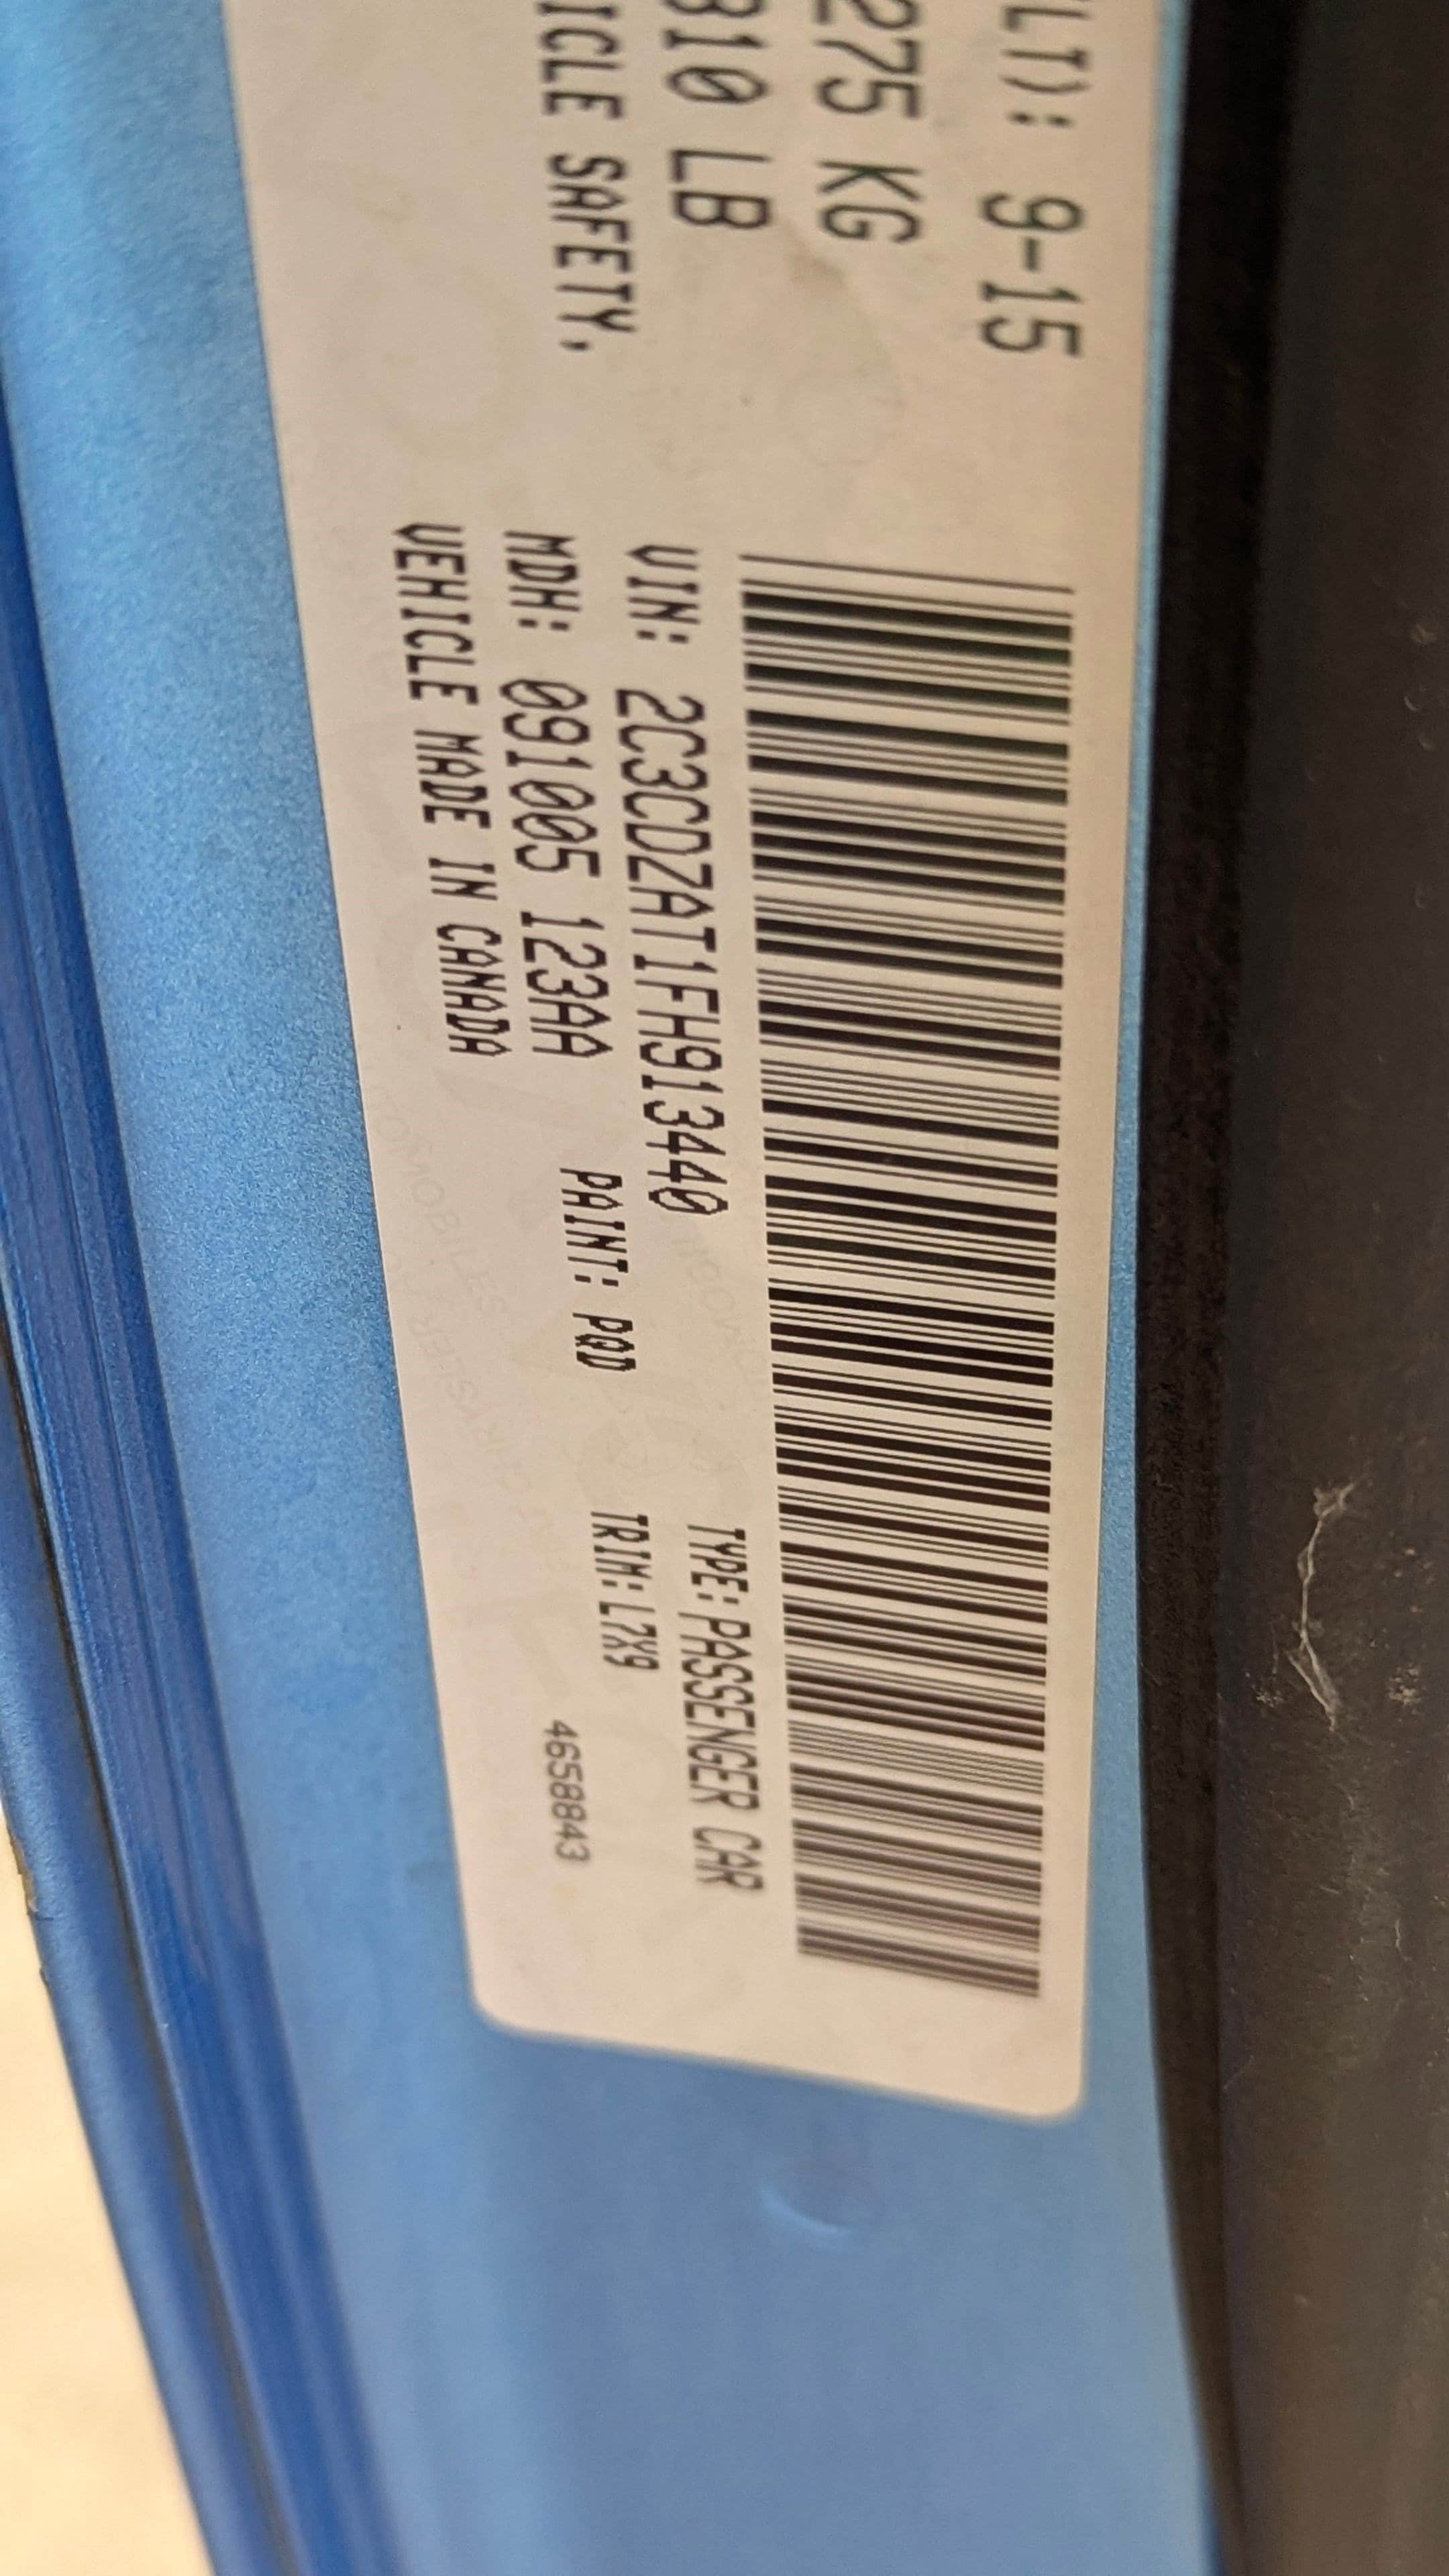 LT): 9-15
275 KG
310 LB
ICLE SAFETY,
VIN: 2C3CDZAT1FH913440
TYPE: PASSENGER CAR
MDH: 091005 123AA PAINT: PQD TRIM: L7X9
VEHICLE MADE IN CANADA
4658843